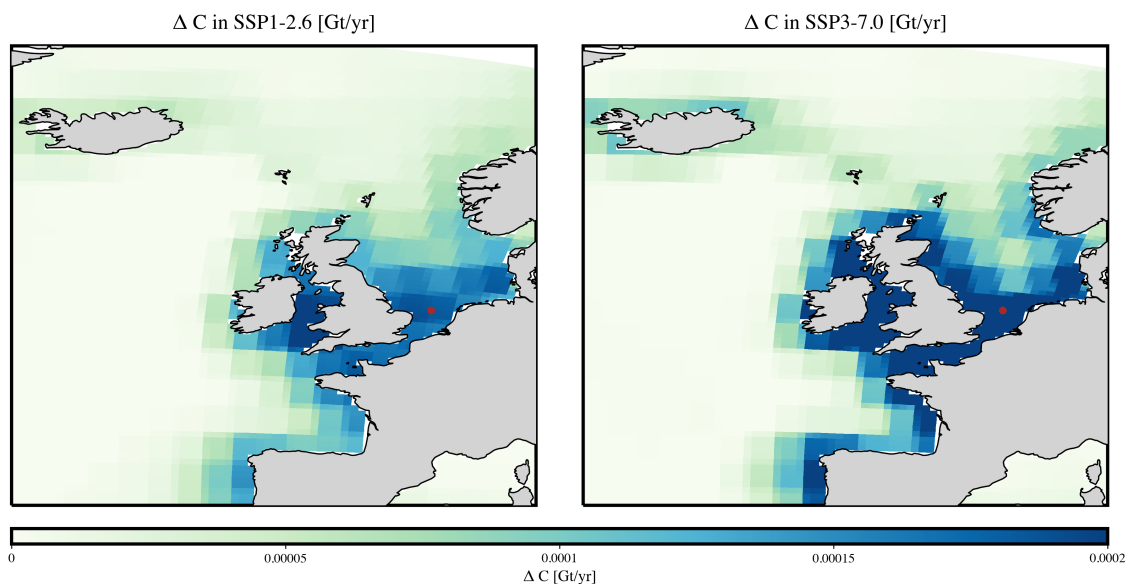 Δ C in SSP1-2.6 [Gt/yr]
Δ C in SSP3-7.0 [Gt/yr]
0 0.00005 0.0001 0.00015 0.0002
Δ C [Gt/yr]